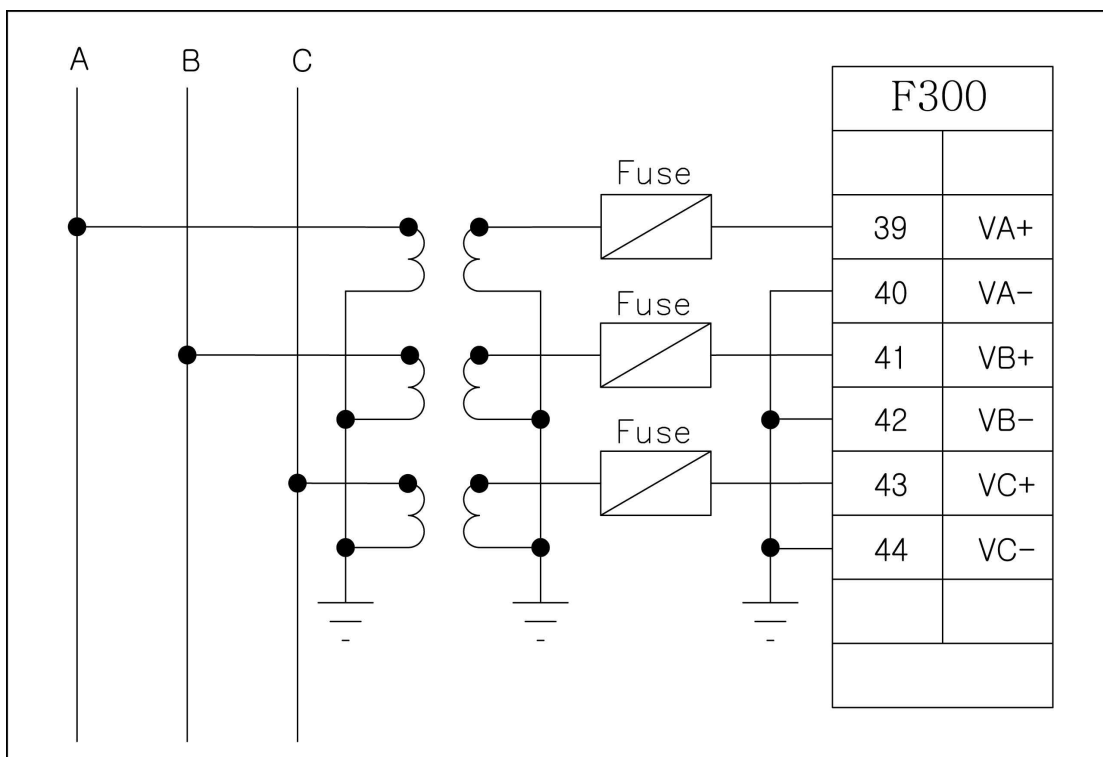 A B C
F300
Fuse
39 VA+
40 VA-
Fuse
41 VB+
42 VB-
Fuse
43 VC+
44 VC-